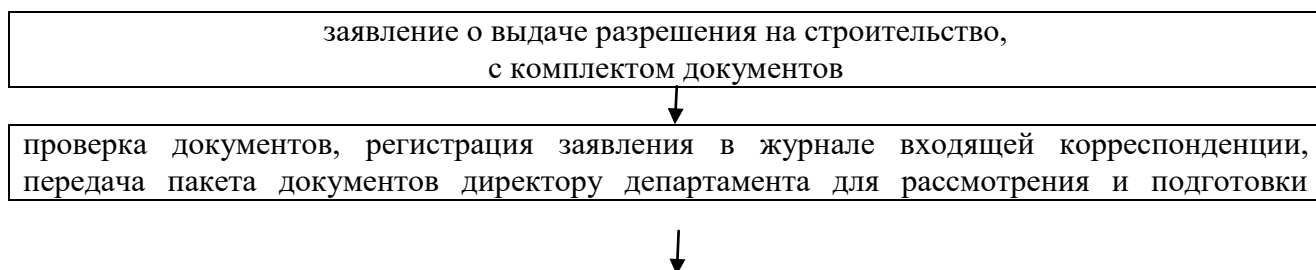 заявление о выдаче разрешения на строительство,
с комплектом документов
проверка документов, регистрация заявления в журнале входящей корреспонденции,
передача пакета документов директору департамента для рассмотрения и подготовки